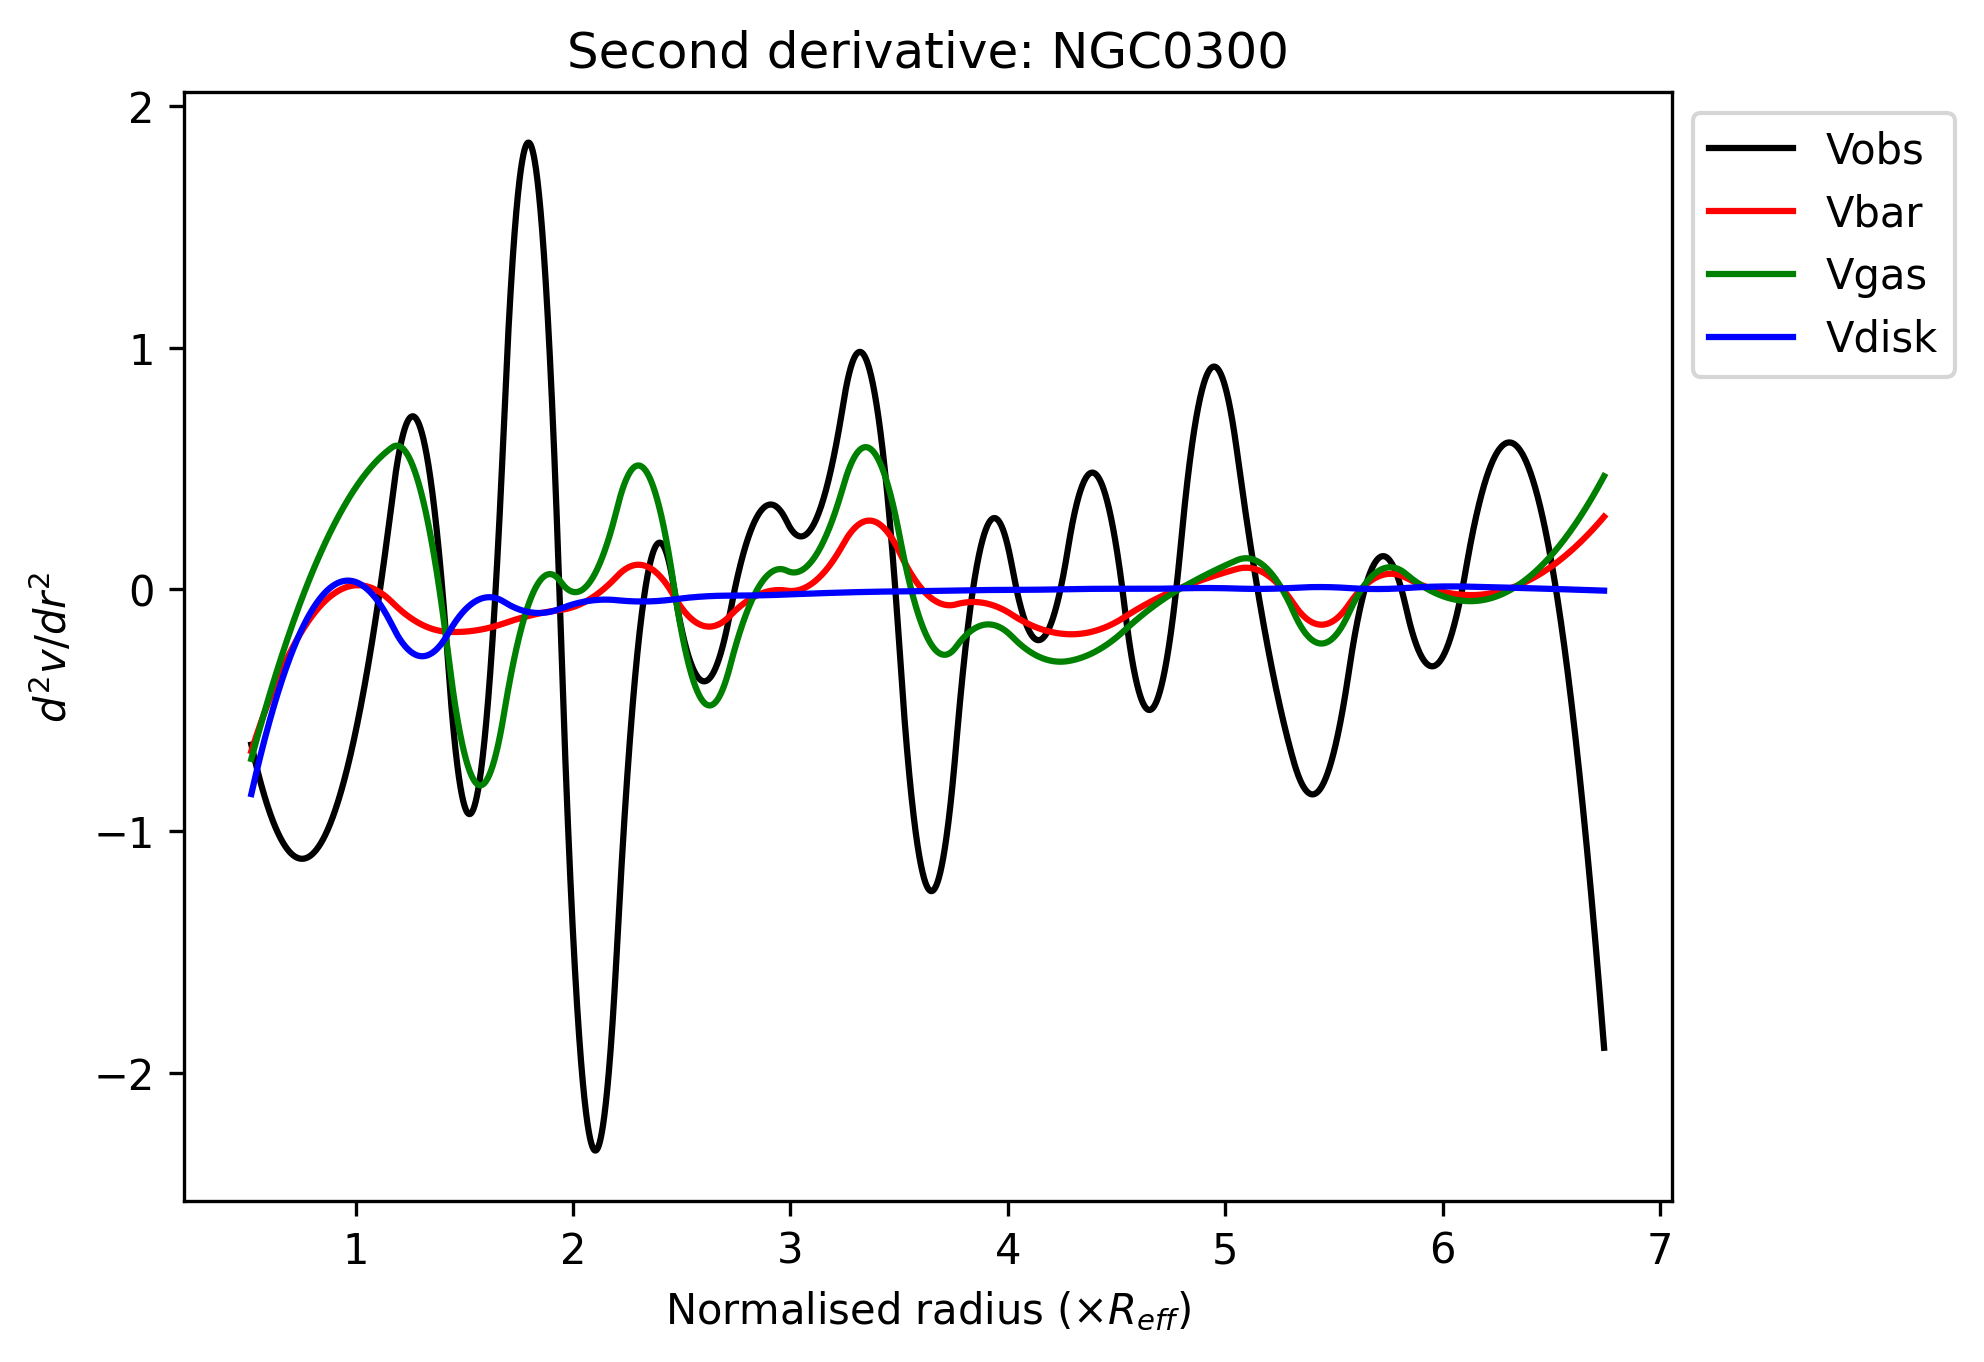 Second derivative: NGC0300
2
1
0
−1
−2
d²v/dr²
1 2 3 4 5 6 7
Normalised radius (×R_eff)
Vobs
Vbar
Vgas
Vdisk